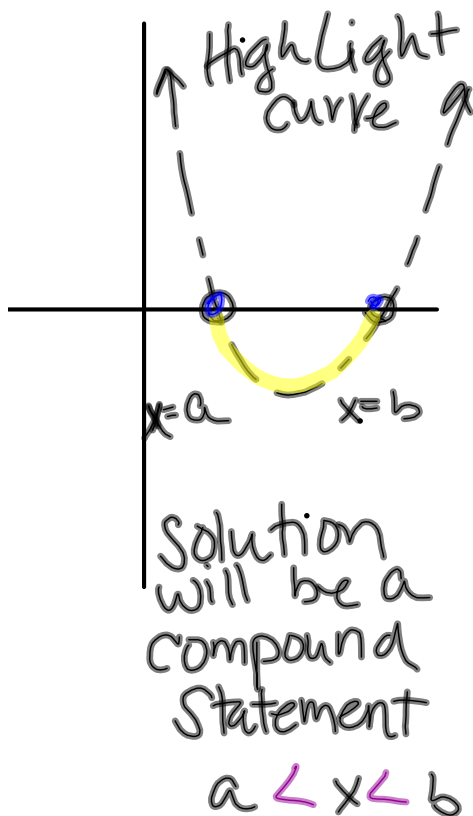 HighLight
curve
x=a
x=b
Solution
will be a
compound
Statement
a < x < b